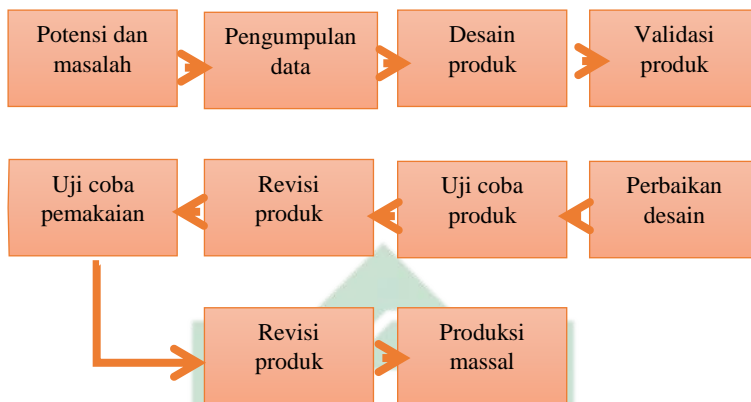 Potensi dan
masalah
Pengumpulan
data
Desain
produk
Validasi
produk
Uji coba
pemakaian
Revisi
produk
Uji coba
produk
Perbaikan
desain
Revisi
produk
Produksi
massal